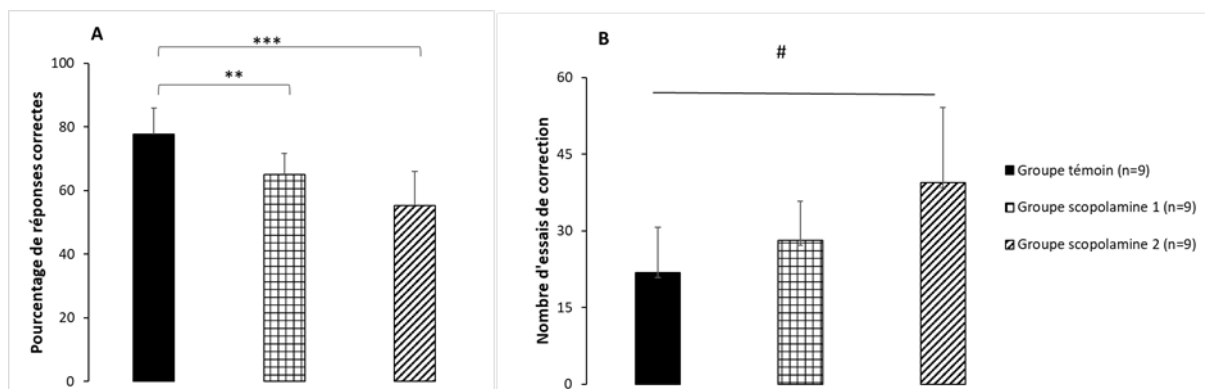 A
***
**
Pourcentage de réponses correctes
100
80
60
40
20
0
B
#
Nombre d'essais de correction
60
45
30
15
0
Groupe témoin (n=9)
Groupe scopolamine 1 (n=9)
Groupe scopolamine 2 (n=9)